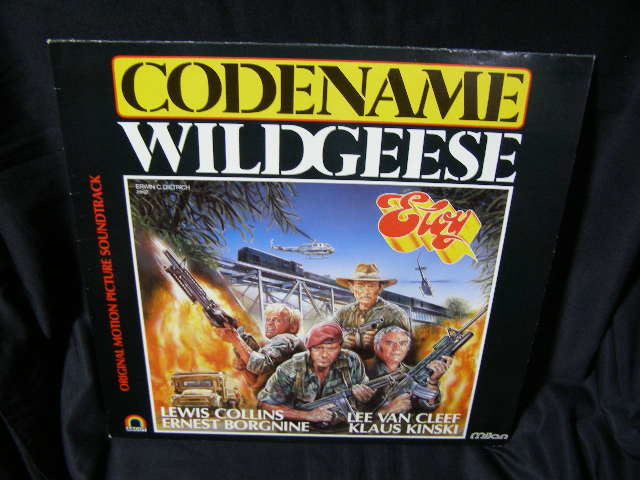 CODENAME
WILDGEESE
ORIGINAL MOTION PICTURE SOUNDTRACK
ERWIN C. DIETRICH
Eloy
LEWIS COLLINS
ERNEST BORGNINE
LEE VAN CLEEF
KLAUS KINSKI
milan